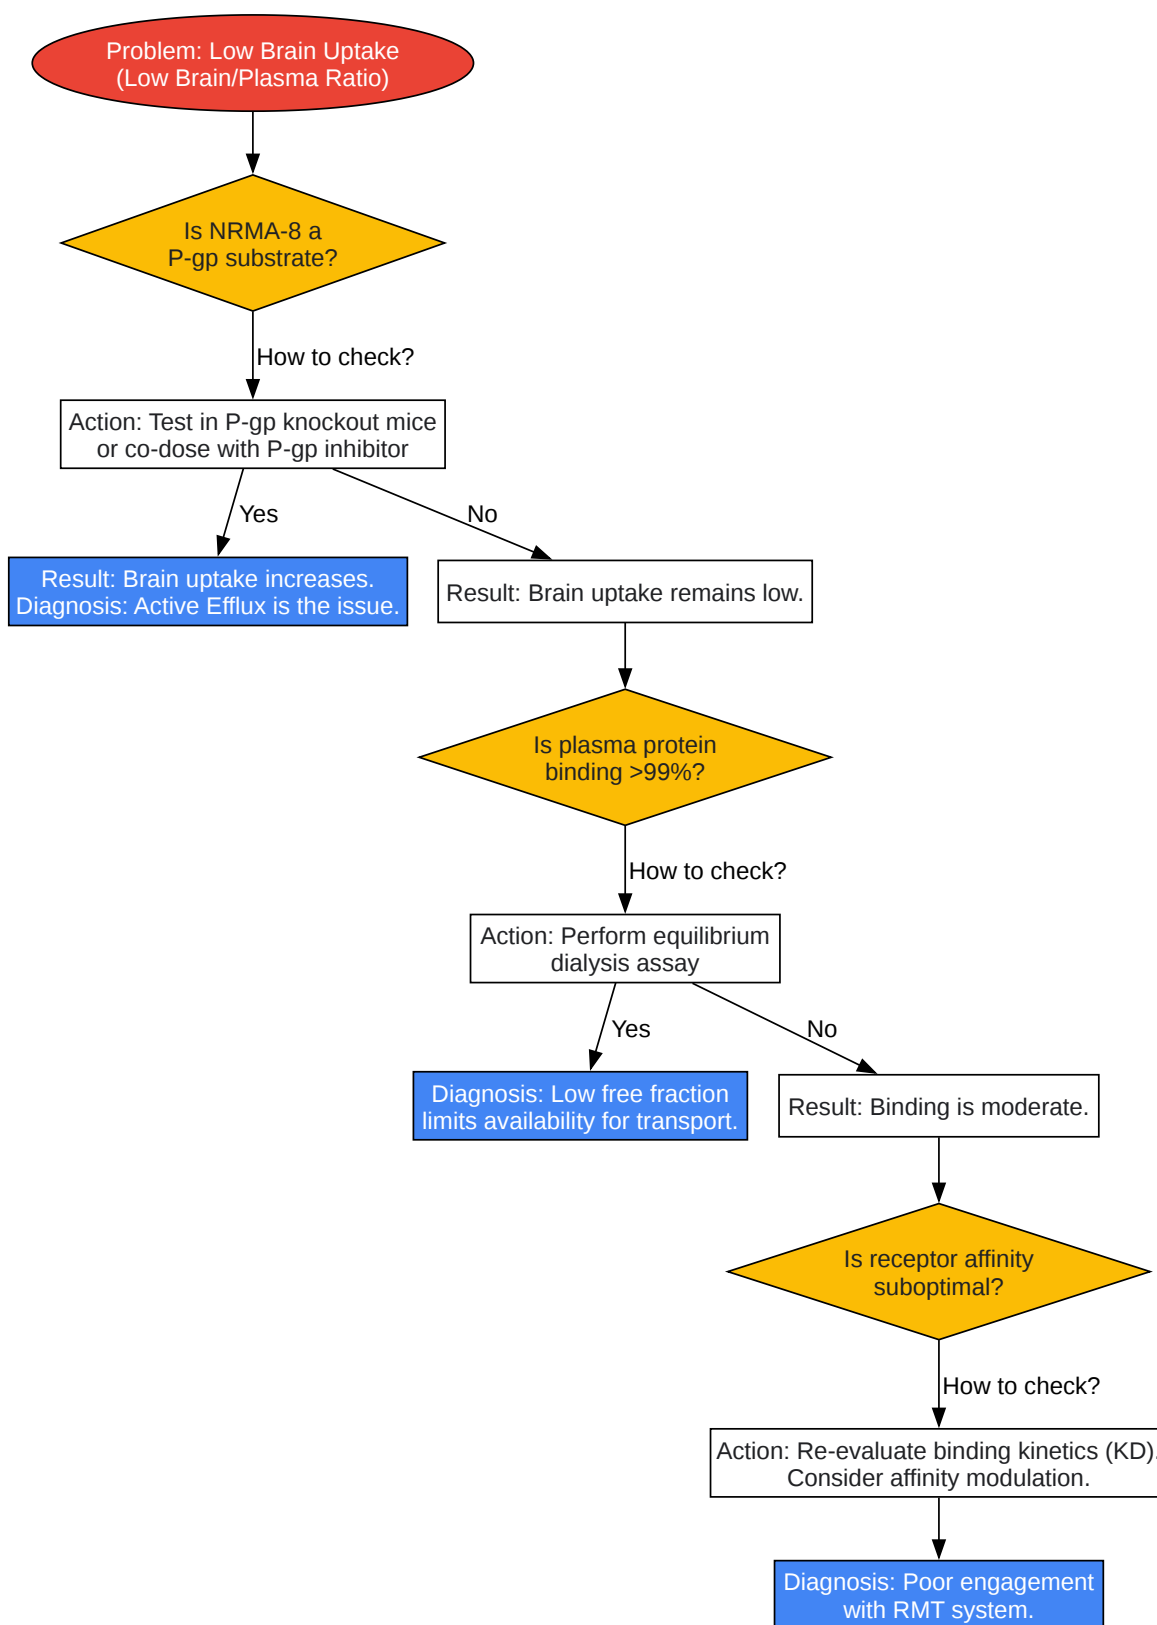 Problem: Low Brain Uptake
(Low Brain/Plasma Ratio)
Is NRMA-8 a
P-gp substrate?
How to check?
Action: Test in P-gp knockout mice
or co-dose with P-gp inhibitor
Yes
No
Result: Brain uptake increases.
Diagnosis: Active Efflux is the issue.
Result: Brain uptake remains low.
Is plasma protein
binding >99%?
How to check?
Action: Perform equilibrium
dialysis assay
Yes
No
Diagnosis: Low free fraction
limits availability for transport.
Result: Binding is moderate.
Is receptor affinity
suboptimal?
How to check?
Action: Re-evaluate binding kinetics (KD).
Consider affinity modulation.
Diagnosis: Poor engagement
with RMT system.